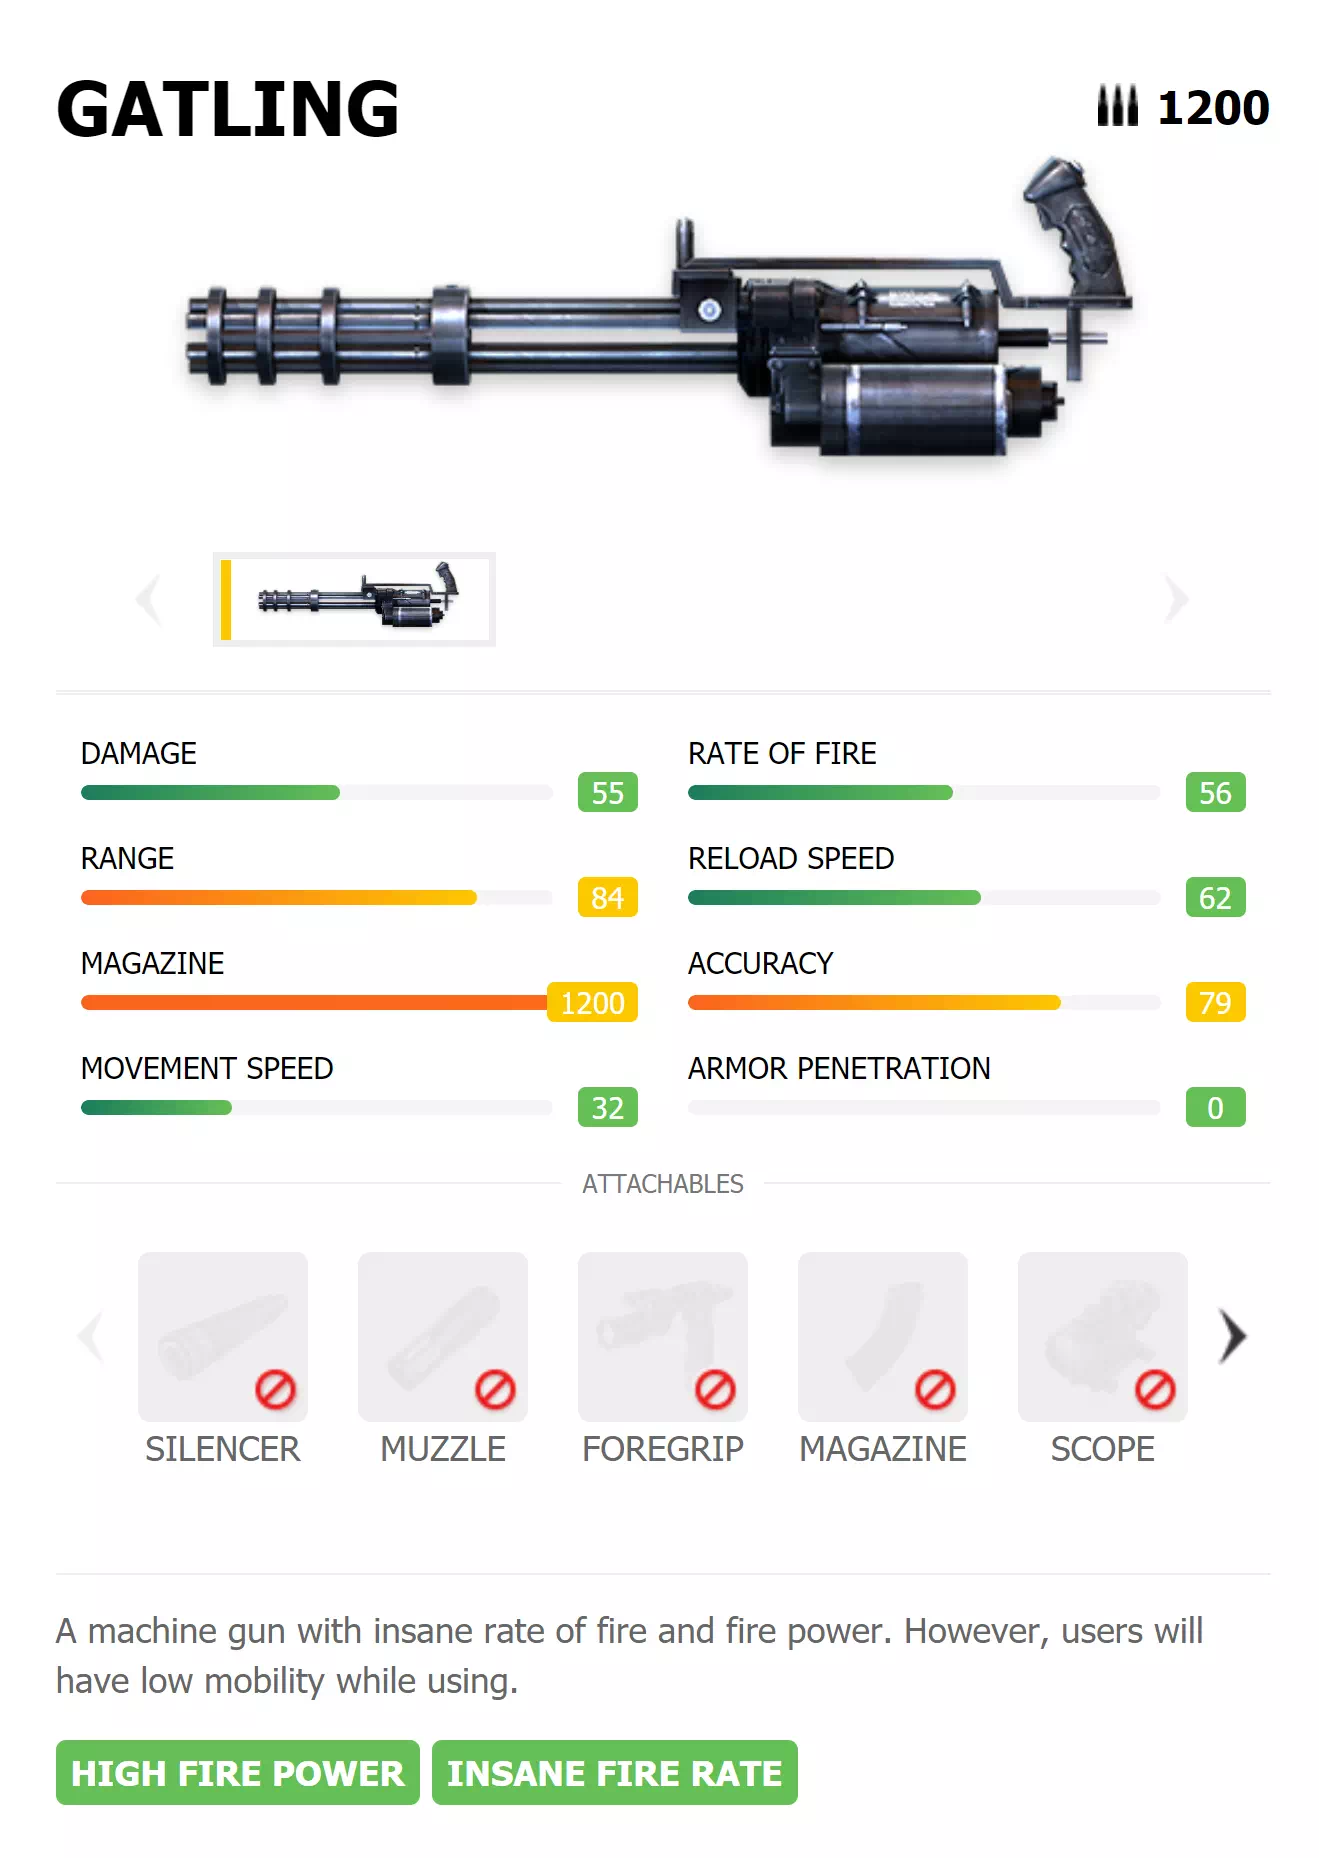 GATLING
1200
DAMAGE
55
RATE OF FIRE
56
RANGE
84
RELOAD SPEED
62
MAGAZINE
1200
ACCURACY
79
MOVEMENT SPEED
32
ARMOR PENETRATION
0
ATTACHABLES
SILENCER
MUZZLE
FOREGRIP
MAGAZINE
SCOPE
A machine gun with insane rate of fire and fire power. However, users will
have low mobility while using.
HIGH FIRE POWER
INSANE FIRE RATE